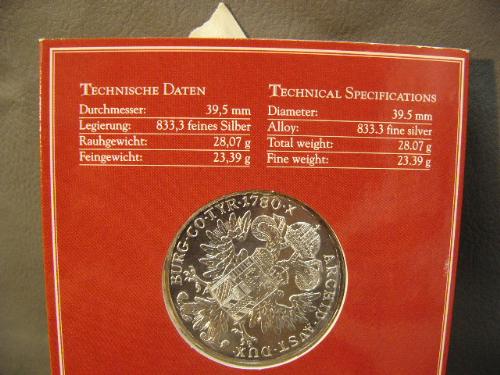 TECHNISCHE DATEN
Durchmesser: 39,5 mm
Legierung: 833,3 feines Silber
Rauhgewicht: 28,07 g
Feingewicht: 23,39 g
TECHNICAL SPECIFICATIONS
Diameter: 39.5 mm
Alloy: 833.3 fine silver
Total weight: 28.07 g
Fine weight: 23.39 g
BURG·CO·TYR·1780·X
ARCHID·AVST·DUX